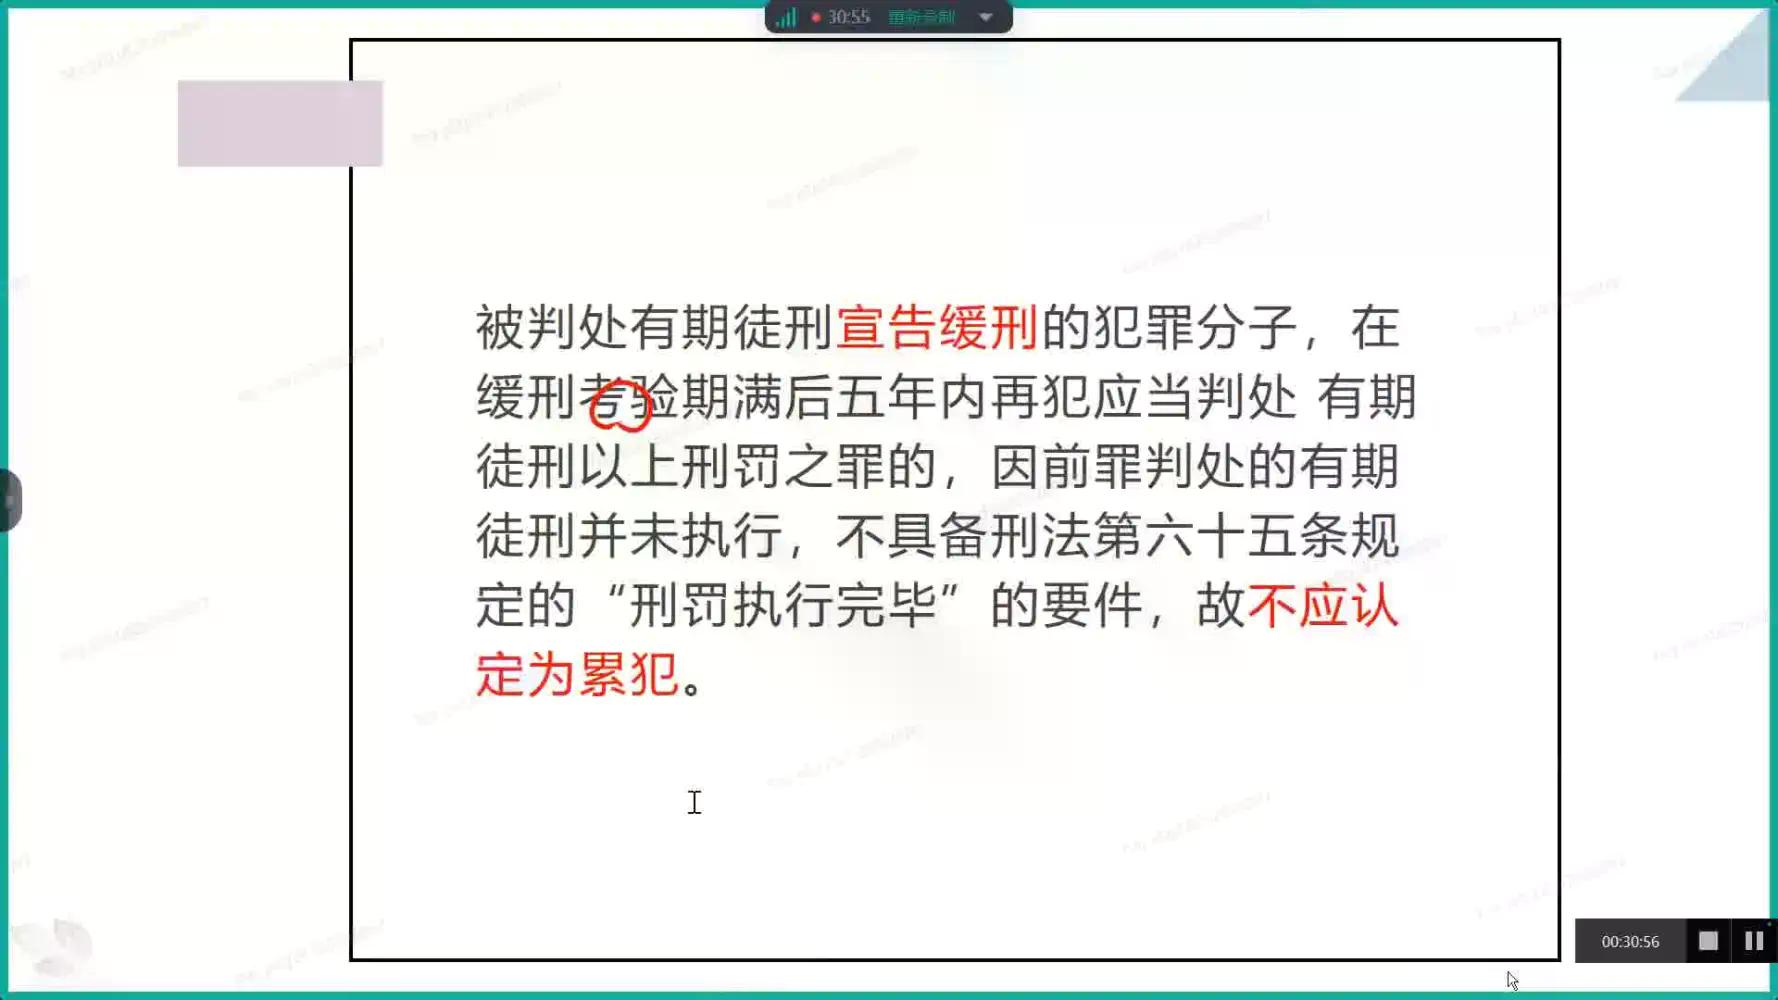 30:55 重新录制
被判处有期徒刑宣告缓刑的犯罪分子，在
缓刑考验期满后五年内再犯应当判处 有期
徒刑以上刑罚之罪的，因前罪判处的有期
徒刑并未执行，不具备刑法第六十五条规
定的“刑罚执行完毕”的要件，故不应认
定为累犯。
00:30:56